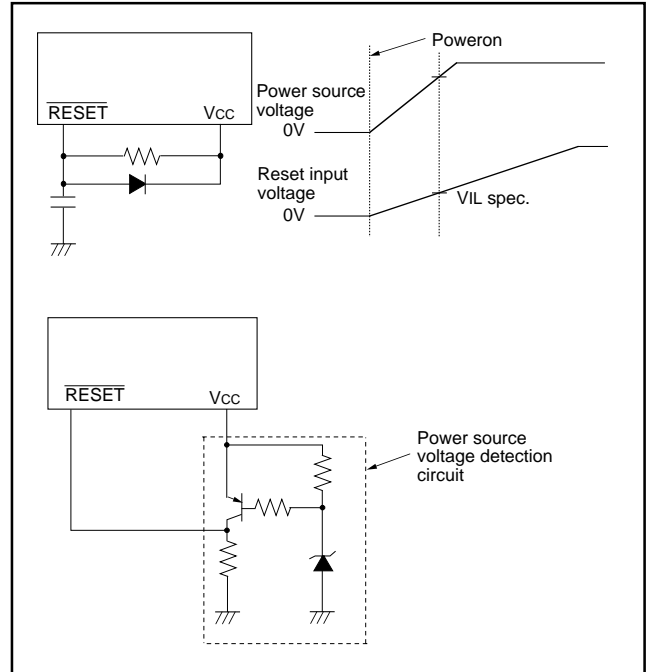 RESET
VCC
Poweron
Power source
voltage
0V
Reset input
voltage
0V
VIL spec.
RESET
VCC
Power source
voltage detection
circuit